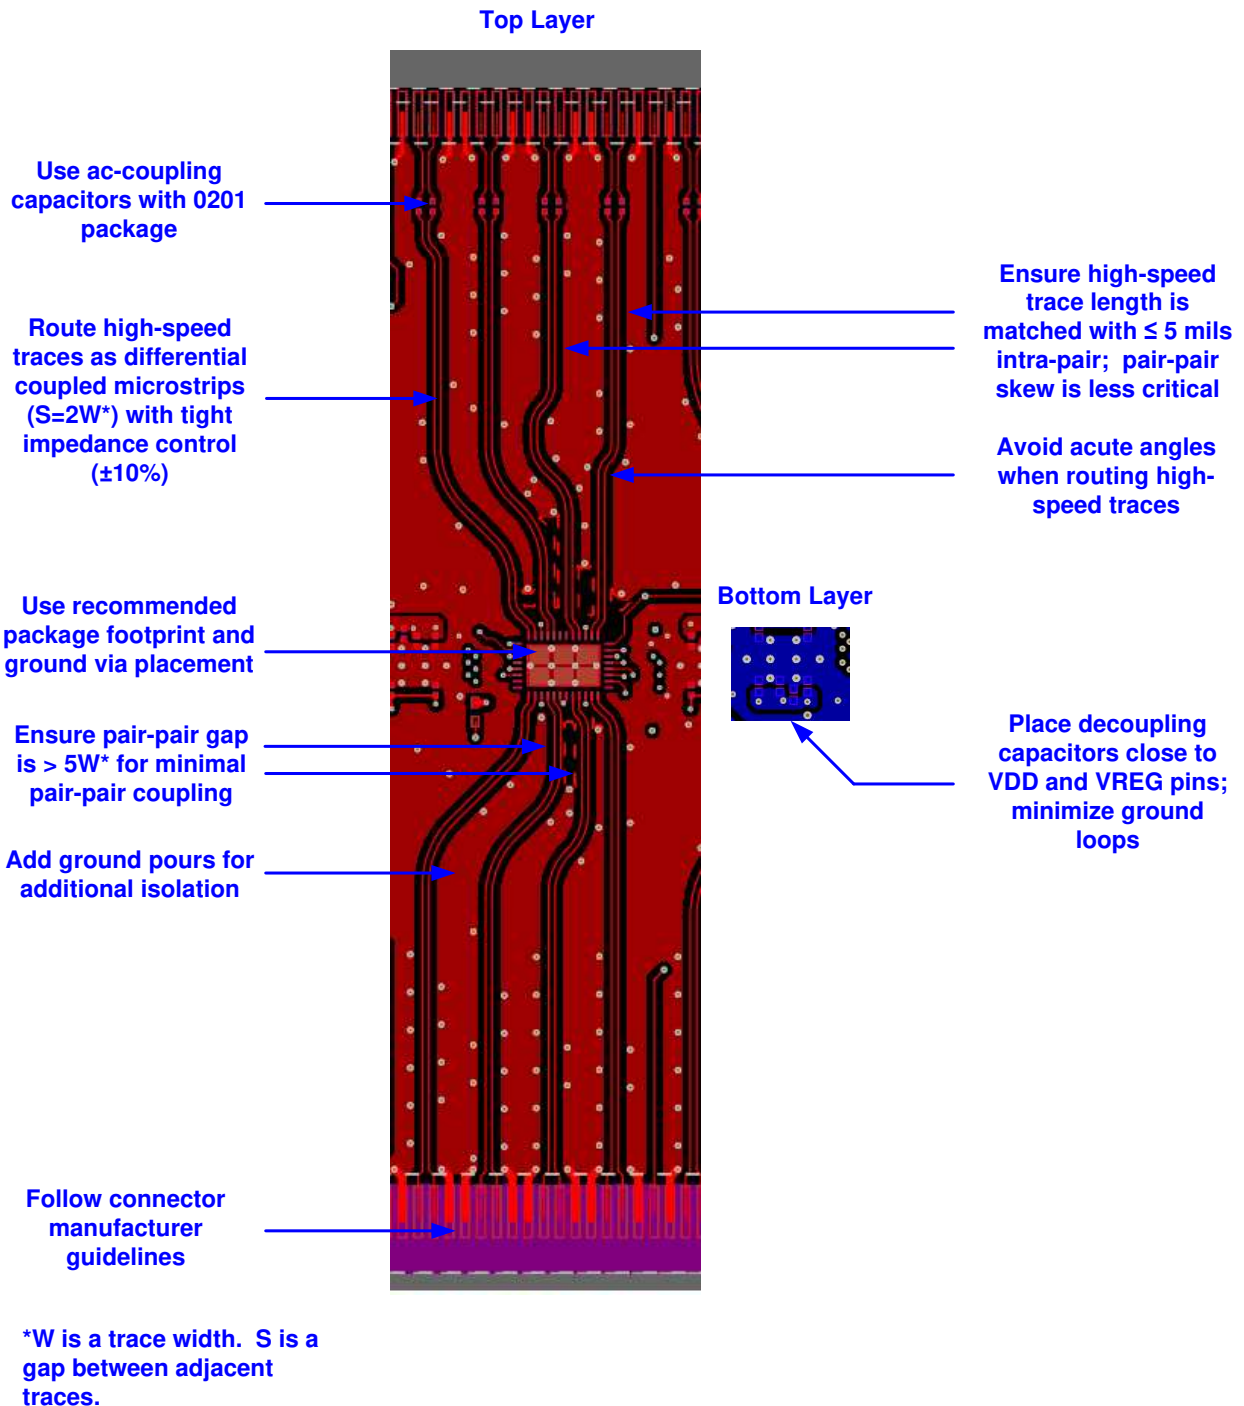 Top Layer
Use ac-coupling
capacitors with 0201
package
Route high-speed
traces as differential
coupled microstrips
(S=2W*) with tight
impedance control
(±10%)
Use recommended
package footprint and
ground via placement
Ensure pair-pair gap
is > 5W* for minimal
pair-pair coupling
Add ground pours for
additional isolation
Follow connector
manufacturer
guidelines
*W is a trace width.  S is a
gap between adjacent
traces.
Ensure high-speed
trace length is
matched with ≤ 5 mils
intra-pair;  pair-pair
skew is less critical
Avoid acute angles
when routing high-
speed traces
Bottom Layer
Place decoupling
capacitors close to
VDD and VREG pins;
minimize ground
loops